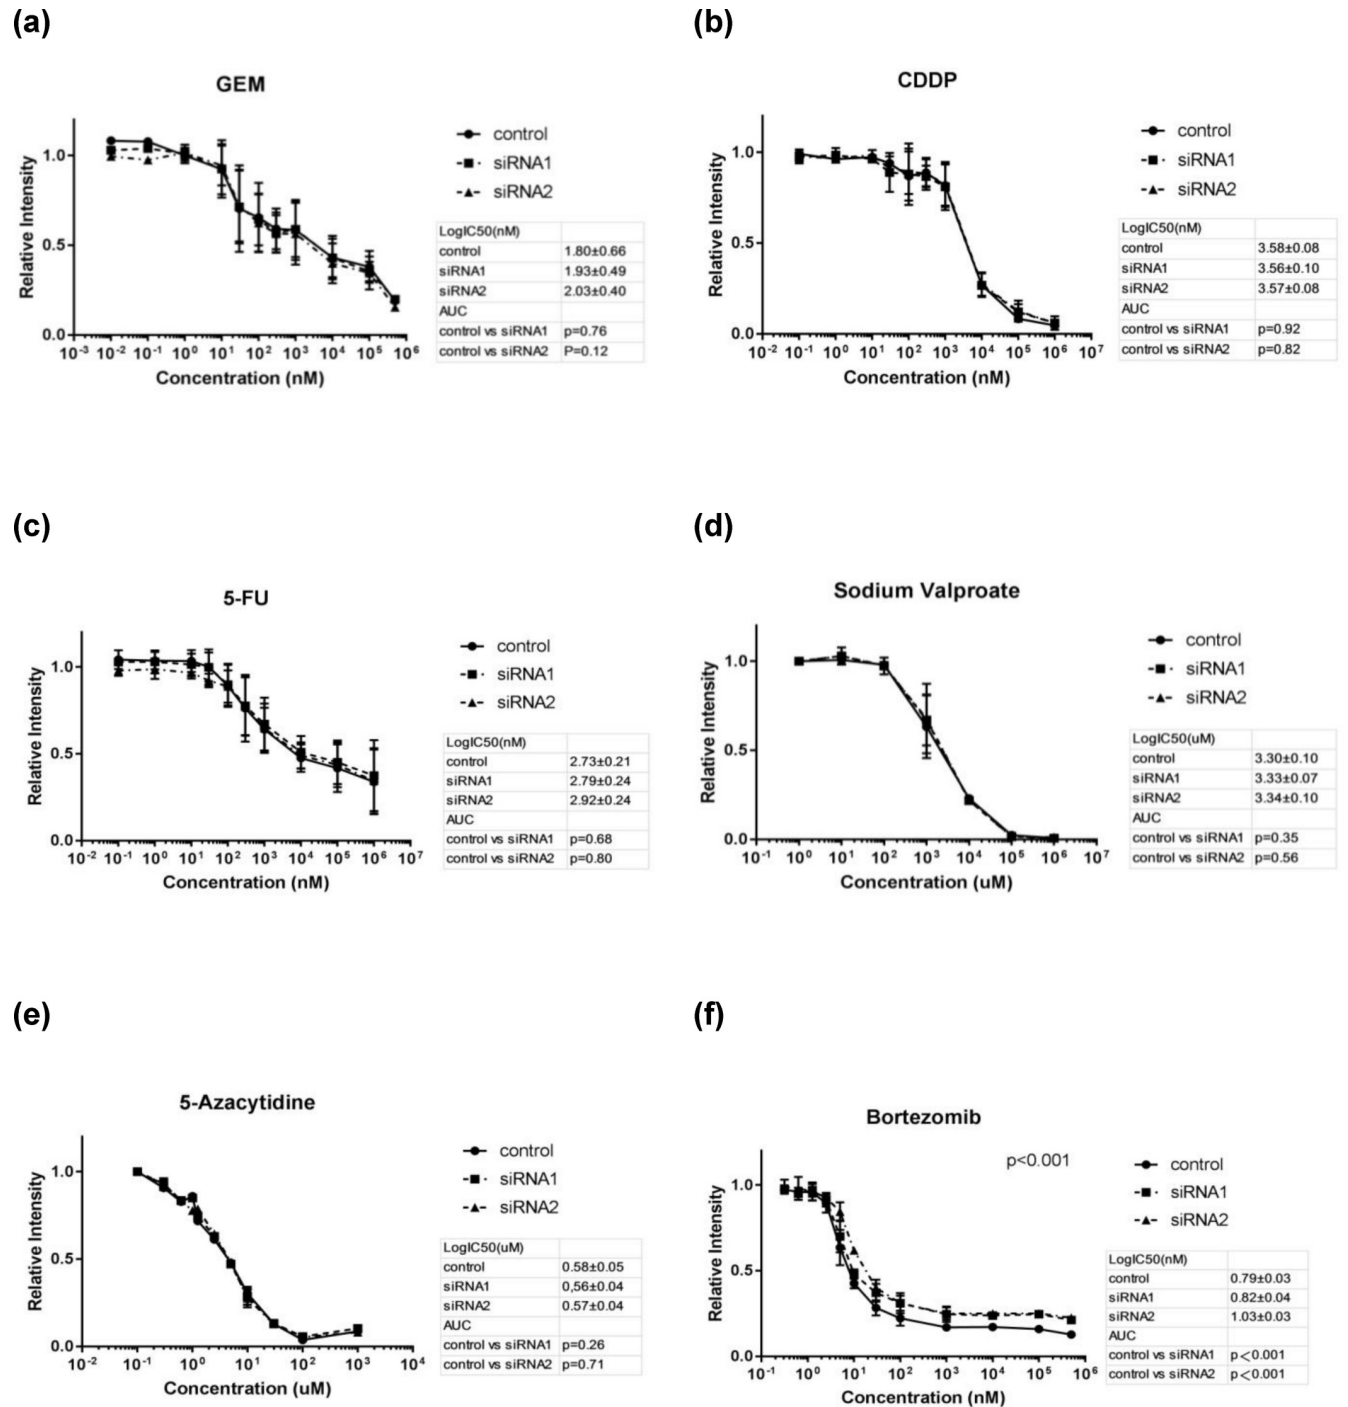 (a)
GEM
Relative Intensity
1.0
0.5
0.0
10-3 10-2 10-1 100 101 102 103 104 105 106
Concentration (nM)
control
siRNA1
siRNA2
LogIC50(nM)
control 1.80±0.66
siRNA1 1.93±0.49
siRNA2 2.03±0.40
AUC
control vs siRNA1 p=0.76
control vs siRNA2 P=0.12
(b)
CDDP
Relative Intensity
1.0
0.5
0.0
10-2 10-1 100 101 102 103 104 105 106 107
Concentration (nM)
control
siRNA1
siRNA2
LogIC50(nM)
control 3.58±0.08
siRNA1 3.56±0.10
siRNA2 3.57±0.08
AUC
control vs siRNA1 p=0.92
control vs siRNA2 p=0.82
(c)
5-FU
Relative Intensity
1.0
0.5
0.0
10-2 10-1 100 101 102 103 104 105 106 107
Concentration (nM)
control
siRNA1
siRNA2
LogIC50(nM)
control 2.73±0.21
siRNA1 2.79±0.24
siRNA2 2.92±0.24
AUC
control vs siRNA1 p=0.68
control vs siRNA2 p=0.80
(d)
Sodium Valproate
Relative Intensity
1.0
0.5
0.0
10-1 100 101 102 103 104 105 106 107
Concentration (uM)
control
siRNA1
siRNA2
LogIC50(uM)
control 3.30±0.10
siRNA1 3.33±0.07
siRNA2 3.34±0.10
AUC
control vs siRNA1 p=0.35
control vs siRNA2 p=0.56
(e)
5-Azacytidine
Relative Intensity
1.0
0.5
0.0
10-2 10-1 100 101 102 103 104
Concentration (uM)
control
siRNA1
siRNA2
LogIC50(uM)
control 0.58±0.05
siRNA1 0,56±0.04
siRNA2 0.57±0.04
AUC
control vs siRNA1 p=0.26
control vs siRNA2 p=0.71
(f)
Bortezomib
p<0.001
Relative Intensity
1.0
0.5
0.0
10-1 100 101 102 103 104 105 106
Concentration (nM)
control
siRNA1
siRNA2
LogIC50(nM)
control 0.79±0.03
siRNA1 0.82±0.04
siRNA2 1.03±0.03
AUC
control vs siRNA1 p<0.001
control vs siRNA2 p<0.001